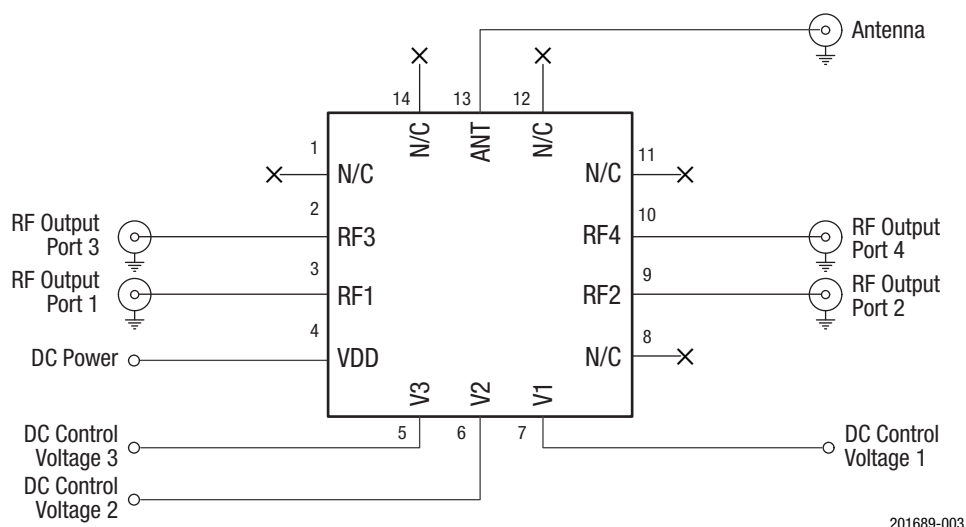 Antenna
14
13
12
N/C
ANT
N/C
1
N/C
11
N/C
RF Output
Port 3
2
RF3
10
RF4
RF Output
Port 4
RF Output
Port 1
3
RF1
9
RF2
RF Output
Port 2
DC Power
4
VDD
8
N/C
V3
V2
V1
5
6
7
DC Control
Voltage 3
DC Control
Voltage 1
DC Control
Voltage 2
201689-003